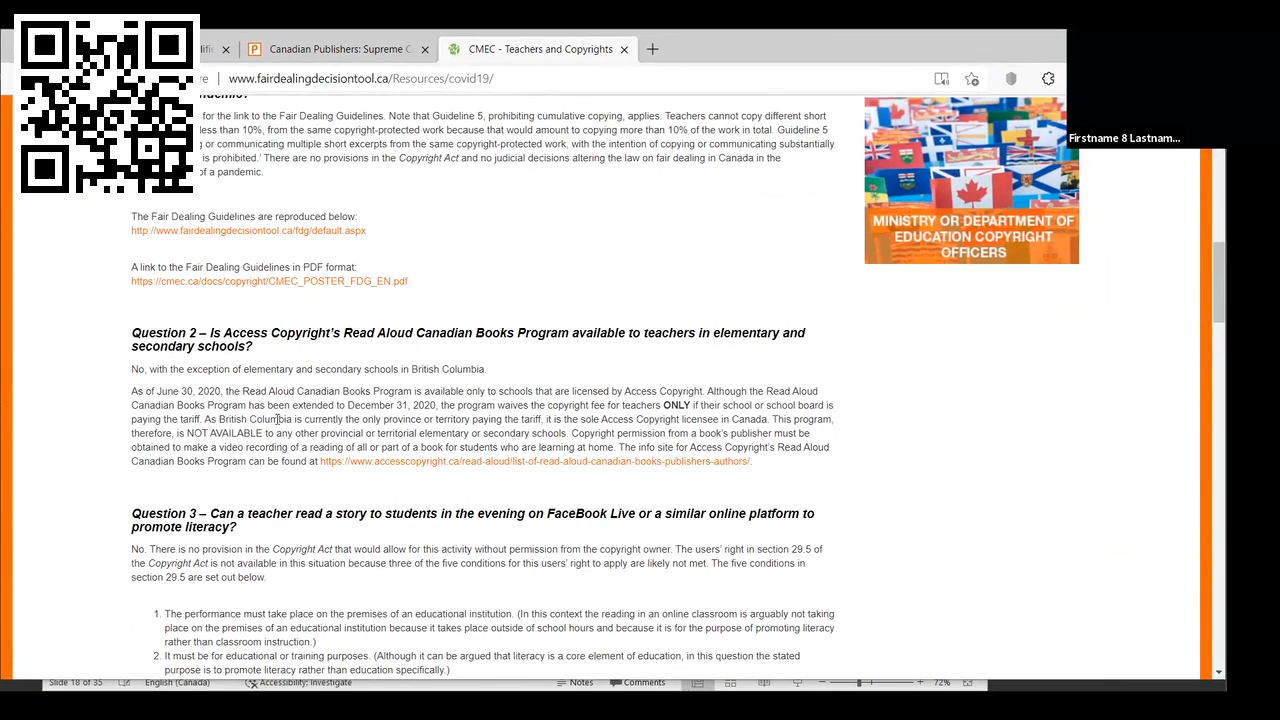 Canadian Publishers: Supreme C
CMEC - Teachers and Copyrights
www.fairdealingdecisiontool.ca/Resources/covid19/
Firstname 8 Lastnam...
for the link to the Fair Dealing Guidelines. Note that Guideline 5, prohibiting cumulative copying, applies. Teachers cannot copy different short
less than 10%, from the same copyright-protected work because that would amount to copying more than 10% of the work in total. Guideline 5
or communicating multiple short excerpts from the same copyright-protected work, with the intention of copying or communicating substantially
is prohibited.' There are no provisions in the Copyright Act and no judicial decisions altering the law on fair dealing in Canada in the
of a pandemic.
MINISTRY OR DEPARTMENT OF
EDUCATION COPYRIGHT
OFFICERS
The Fair Dealing Guidelines are reproduced below:
http://www.fairdealingdecisiontool.ca/fdg/default.aspx
A link to the Fair Dealing Guidelines in PDF format:
https://cmec.ca/docs/copyright/CMEC_POSTER_FDG_EN.pdf
Question 2 – Is Access Copyright's Read Aloud Canadian Books Program available to teachers in elementary and
secondary schools?
No, with the exception of elementary and secondary schools in British Columbia.
As of June 30, 2020, the Read Aloud Canadian Books Program is available only to schools that are licensed by Access Copyright. Although the Read Aloud
Canadian Books Program has been extended to December 31, 2020, the program waives the copyright fee for teachers ONLY if their school or school board is
paying the tariff. As British Columbia is currently the only province or territory paying the tariff, it is the sole Access Copyright licensee in Canada. This program,
therefore, is NOT AVAILABLE to any other provincial or territorial elementary or secondary schools. Copyright permission from a book's publisher must be
obtained to make a video recording of a reading of all or part of a book for students who are learning at home. The info site for Access Copyright's Read Aloud
Canadian Books Program can be found at https://www.accesscopyright.ca/read-aloud/list-of-read-aloud-canadian-books-publishers-authors/.
Question 3 – Can a teacher read a story to students in the evening on FaceBook Live or a similar online platform to
promote literacy?
No. There is no provision in the Copyright Act that would allow for this activity without permission from the copyright owner. The users' right in section 29.5 of
the Copyright Act is not available in this situation because three of the five conditions for this users' right to apply are likely not met. The five conditions in
section 29.5 are set out below.
1. The performance must take place on the premises of an educational institution. (In this context the reading in an online classroom is arguably not taking
place on the premises of an educational institution because it takes place outside of school hours and because it is for the purpose of promoting literacy
rather than classroom instruction.)
2. It must be for educational or training purposes. (Although it can be argued that literacy is a core element of education, in this question the stated
purpose is to promote literacy rather than education specifically.)
Slide 18 of 35 English (Canada) Accessibility: Investigate Notes Comments 72%